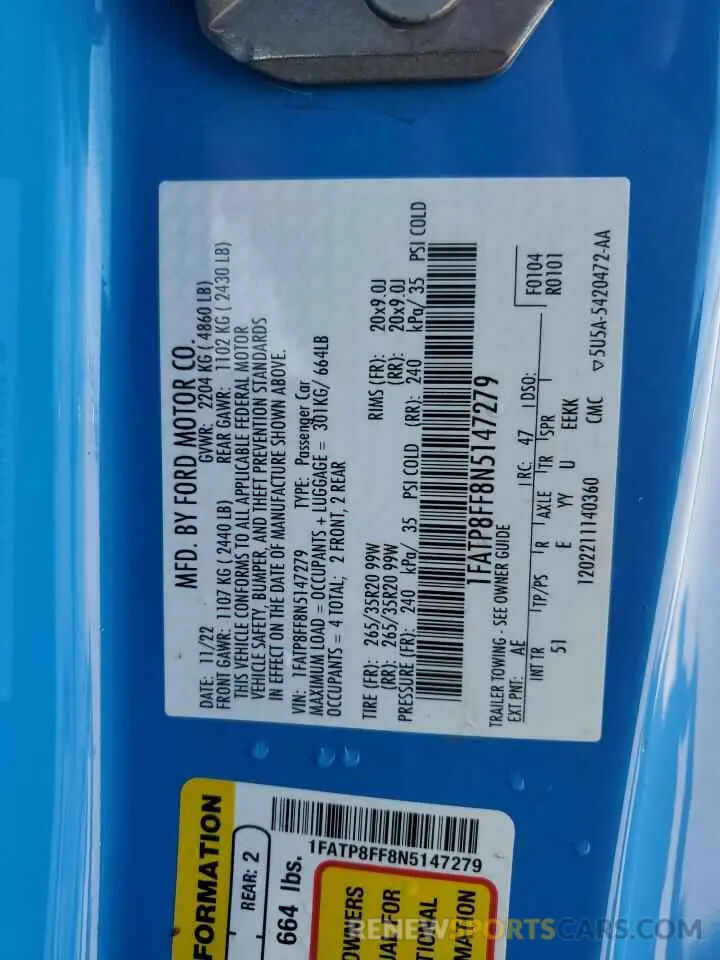 MFD. BY FORD MOTOR CO.
DATE: 11/22 GVWR: 2204 KG ( 4860 LB)
FRONT GAWR: 1107 KG ( 2440 LB) REAR GAWR: 1102 KG ( 2430 LB)
THIS VEHICLE CONFORMS TO ALL APPLICABLE FEDERAL MOTOR
VEHICLE SAFETY, BUMPER, AND THEFT PREVENTION STANDARDS
IN EFFECT ON THE DATE OF MANUFACTURE SHOWN ABOVE.
VIN: 1FATP8FF8N5147279 TYPE: Passenger Car
MAXIMUM LOAD = OCCUPANTS + LUGGAGE = 301KG/ 664LB
OCCUPANTS = 4 TOTAL; 2 FRONT, 2 REAR
TIRE (FR): 265/35R20 99W RIMS (FR): 20x9.0J
(RR): 265/35R20 99W (RR): 20x9.0J
PRESSURE (FR): 240 kPa/ 35 PSI COLD (RR): 240 kPa/ 35 PSI COLD
1FATP8FF8N5147279
TRAILER TOWING - SEE OWNER GUIDE
EXT PNT: AE RC: 47 DSO: F0104
R0101
INT TR TP/PS R AXLE TR SPR
51 E YY U EEKK
1202211140360 CMC
▽5U5A-5420472-AA
FORMATION
REAR: 2
664 lbs.
1FATP8FF8N5147279
OWNERS
UAL FOR
TIONAL
MATION
RENEWSPORTSCARS.COM